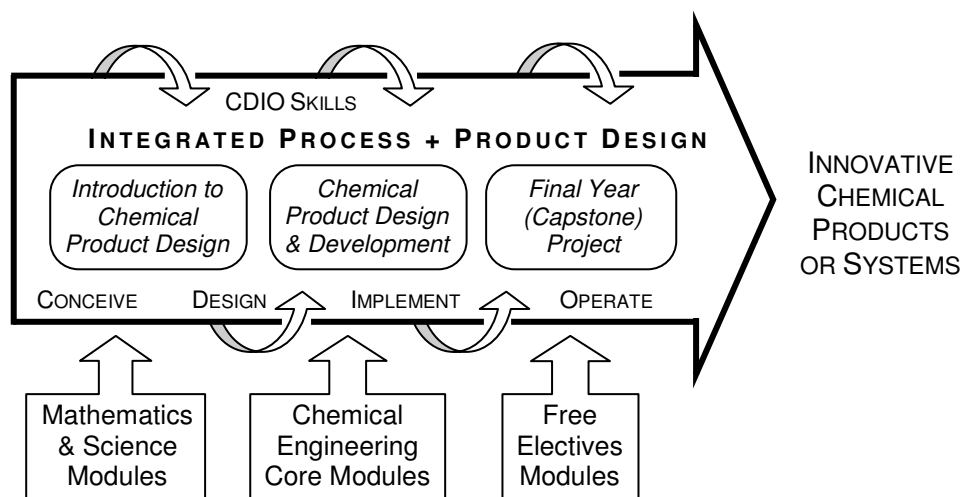 CDIO SKILLS
INTEGRATED PROCESS + PRODUCT DESIGN
Introduction to
Chemical
Product Design
Chemical
Product Design
& Development
Final Year
(Capstone)
Project
CONCEIVE DESIGN IMPLEMENT OPERATE
INNOVATIVE
CHEMICAL
PRODUCTS
OR SYSTEMS
Mathematics
& Science
Modules
Chemical
Engineering
Core Modules
Free
Electives
Modules